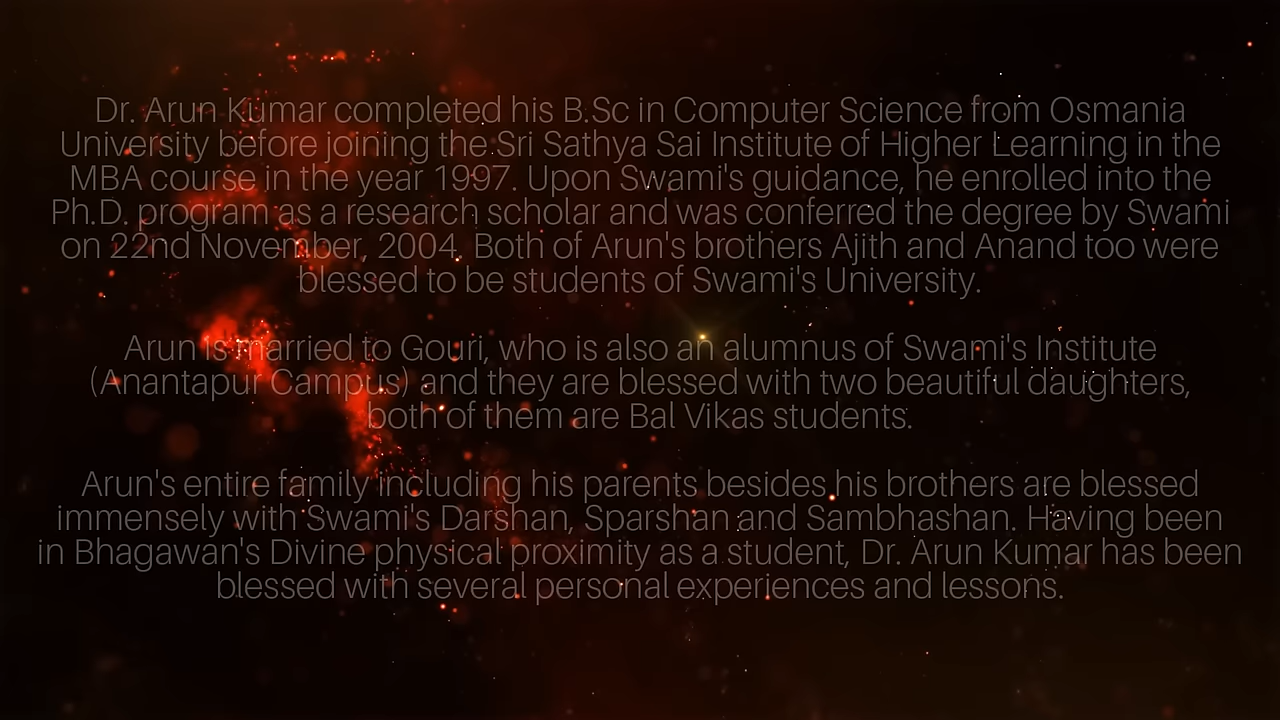 Dr. Arun Kumar completed his B.Sc in Computer Science from Osmania
University before joining the Sri Sathya Sai Institute of Higher Learning in the
MBA course in the year 1997. Upon Swami's guidance, he enrolled into the
Ph.D. program as a research scholar and was conferred the degree by Swami
on 22nd November, 2004. Both of Arun's brothers Ajith and Anand too were
blessed to be students of Swami's University.
Arun is married to Gouri, who is also an alumnus of Swami's Institute
(Anantapur Campus) and they are blessed with two beautiful daughters,
both of them are Bal Vikas students.
Arun's entire family including his parents besides his brothers are blessed
immensely with Swami's Darshan, Sparshan and Sambhashan. Having been
in Bhagawan's Divine physical proximity as a student, Dr. Arun Kumar has been
blessed with several personal experiences and lessons.